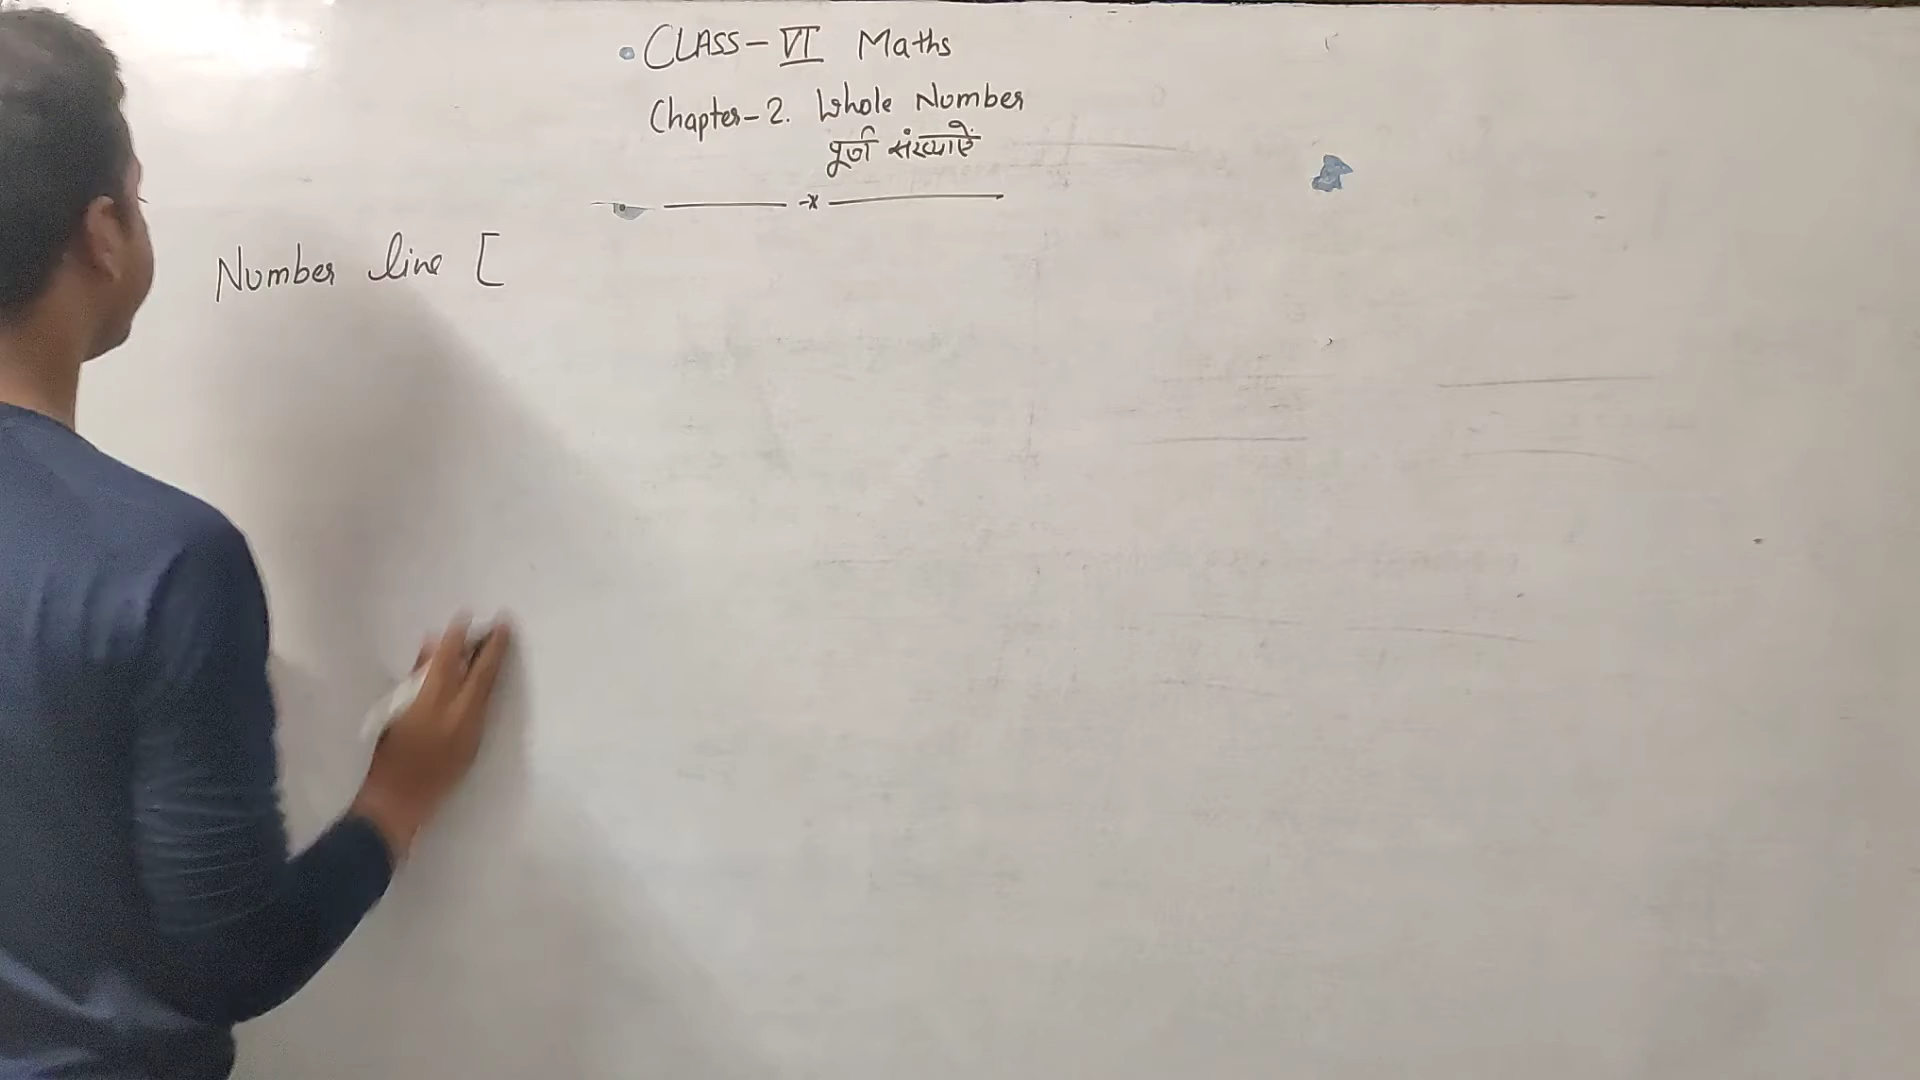 CLASS - VI Maths
Chapter - 2. Whole Number
पूर्ण संख्याऐं
Number line [